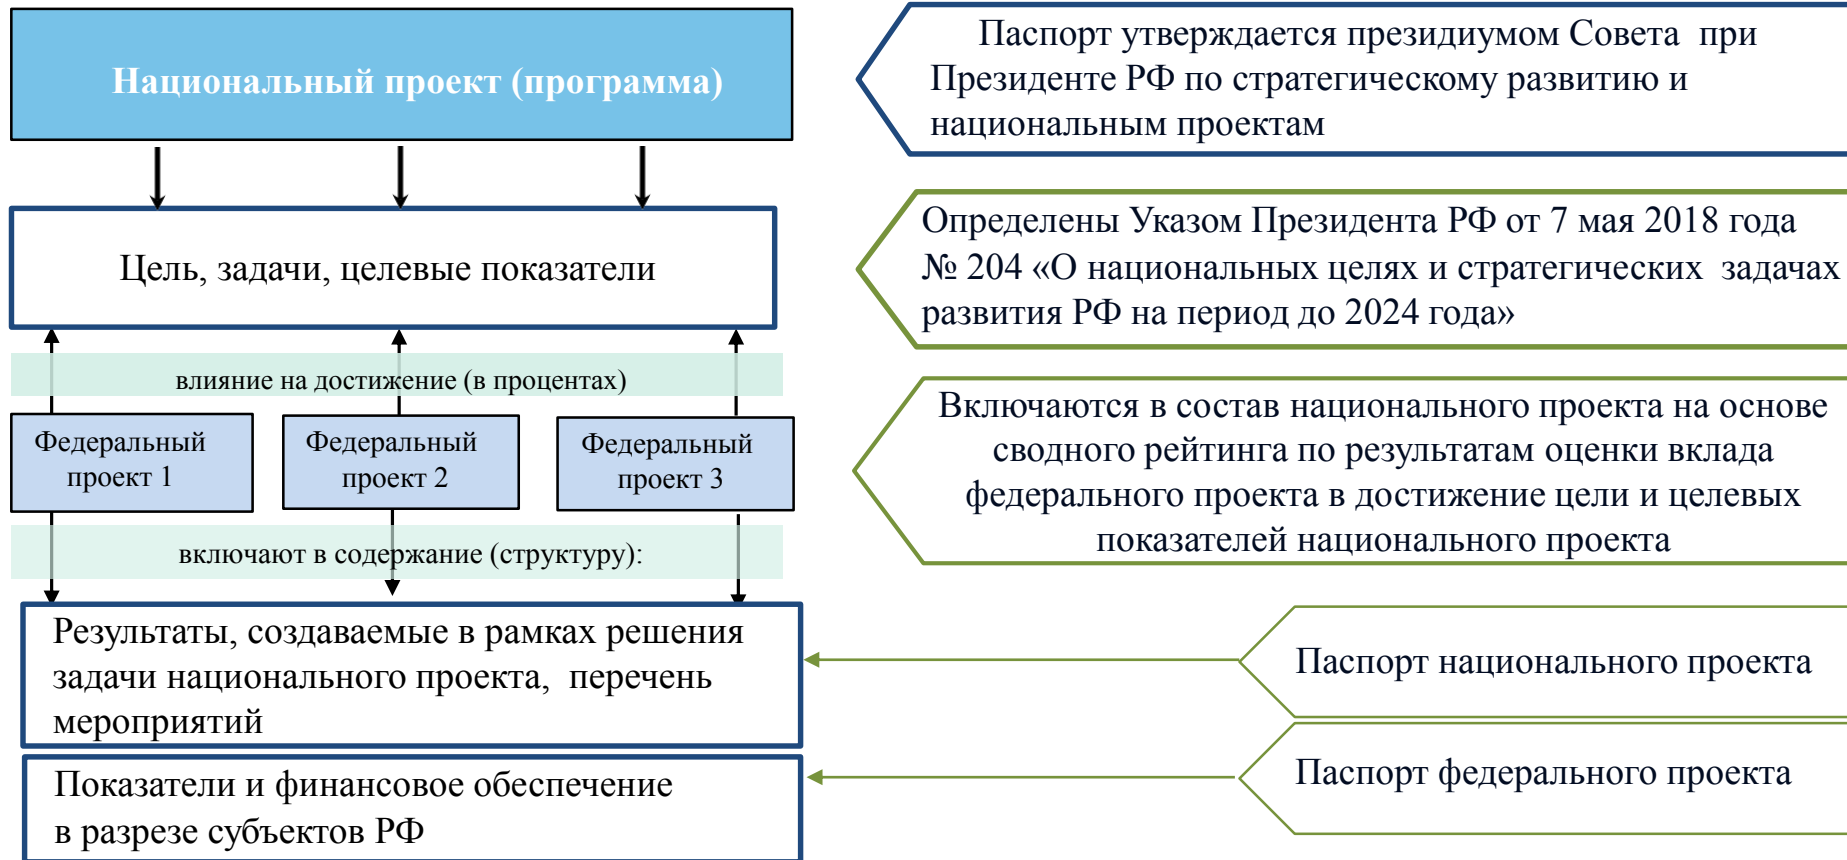 Национальный проект (программа)
Паспорт утверждается президиумом Совета при
Президенте РФ по стратегическому развитию и
национальным проектам
Цель, задачи, целевые показатели
Определены Указом Президента РФ от 7 мая 2018 года
№ 204 «О национальных целях и стратегических задачах
развития РФ на период до 2024 года»
влияние на достижение (в процентах)
Федеральный
проект 1
Федеральный
проект 2
Федеральный
проект 3
Включаются в состав национального проекта на основе
сводного рейтинга по результатам оценки вклада
федерального проекта в достижение цели и целевых
показателей национального проекта
включают в содержание (структуру):
Результаты, создаваемые в рамках решения
задачи национального проекта, перечень
мероприятий
Паспорт национального проекта
Показатели и финансовое обеспечение
в разрезе субъектов РФ
Паспорт федерального проекта